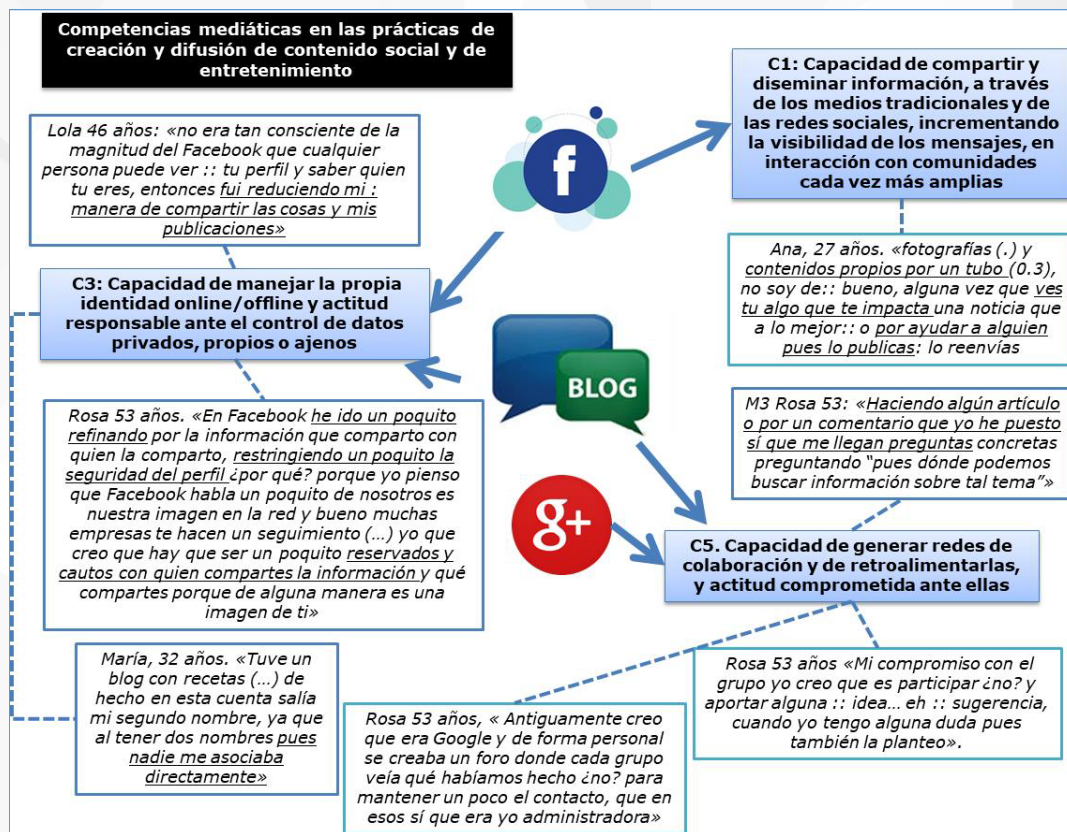 Competencias mediáticas en las prácticas de
creación y difusión de contenido social y de
entretenimiento
C1: Capacidad de compartir y
diseminar información, a través
de los medios tradicionales y de
las redes sociales, incrementando
la visibilidad de los mensajes, en
interacción con comunidades
cada vez más amplias
Lola 46 años: «no era tan consciente de la
magnitud del Facebook que cualquier
persona puede ver :: tu perfil y saber quien
tu eres, entonces fui reduciendo mi :
manera de compartir las cosas y mis
publicaciones»
f
Ana, 27 años. «fotografías (.) y
contenidos propios por un tubo (0.3),
no soy de:: bueno, alguna vez que ves
tu algo que te impacta una noticia que
a lo mejor:: o por ayudar a alguien
pues lo publicas: lo reenvías
C3: Capacidad de manejar la propia
identidad online/offline y actitud
responsable ante el control de datos
privados, propios o ajenos
BLOG
Rosa 53 años. «En Facebook he ido un poquito
refinando por la información que comparto con
quien la comparto, restringiendo un poquito la
seguridad del perfil ¿por qué? porque yo pienso
que Facebook habla un poquito de nosotros es
nuestra imagen en la red y bueno muchas
empresas te hacen un seguimiento (…) yo que
creo que hay que ser un poquito reservados y
cautos con quien compartes la información y qué
compartes porque de alguna manera es una
imagen de ti»
M3 Rosa 53: «Haciendo algún artículo
o por un comentario que yo he puesto
sí que me llegan preguntas concretas
preguntando “pues dónde podemos
buscar información sobre tal tema”»
g+
C5. Capacidad de generar redes de
colaboración y de retroalimentarlas,
y actitud comprometida ante ellas
María, 32 años. «Tuve un
blog con recetas (…) de
hecho en esta cuenta salía
mi segundo nombre, ya que
al tener dos nombres pues
nadie me asociaba
directamente»
Rosa 53 años, « Antiguamente creo
que era Google y de forma personal
se creaba un foro donde cada grupo
veía qué habíamos hecho ¿no? para
mantener un poco el contacto, que en
esos sí que era yo administradora»
Rosa 53 años «Mi compromiso con el
grupo yo creo que es participar ¿no? y
aportar alguna :: idea… eh :: sugerencia,
cuando yo tengo alguna duda pues
también la planteo».